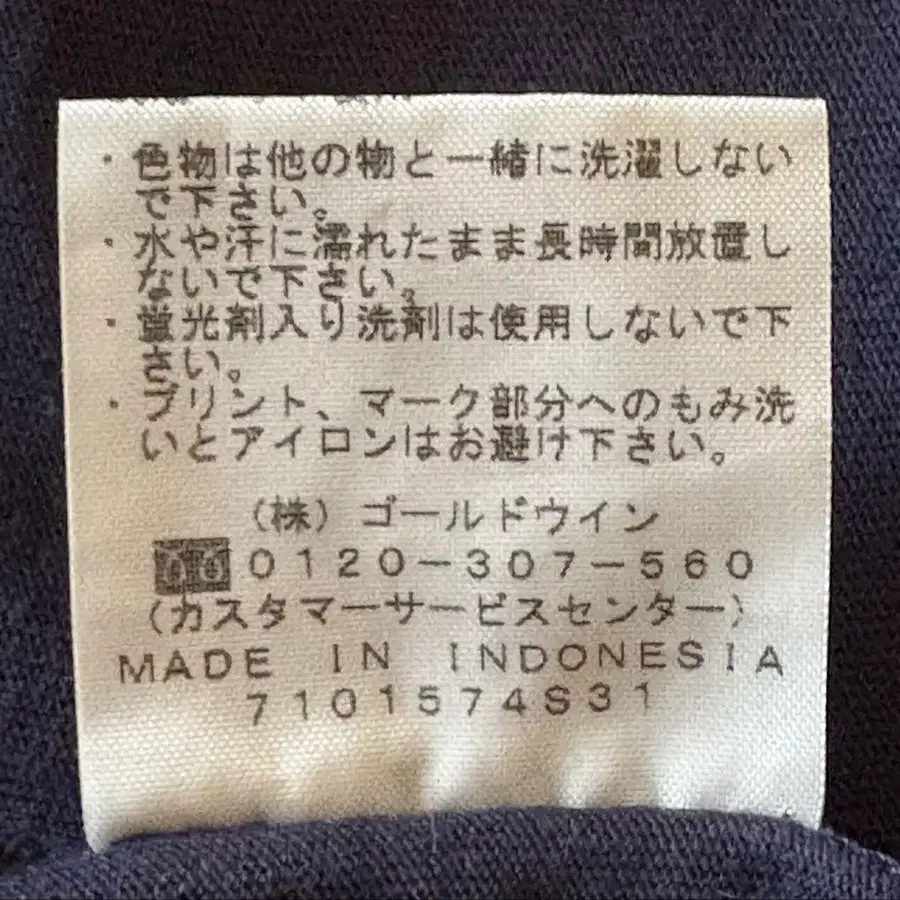 ・色物は他の物と一緒に洗濯しない
で下さい。
・水や汗に濡れたまま長時間放置し
ないで下さい。
・蛍光剤入り洗剤は使用しないで下
さい。
・プリント、マーク部分へのもみ洗
いとアイロンはお避け下さい。
(株)ゴールドウイン
0120-307-560
(カスタマーサービスセンター)
MADE IN INDONESIA
7101574S31